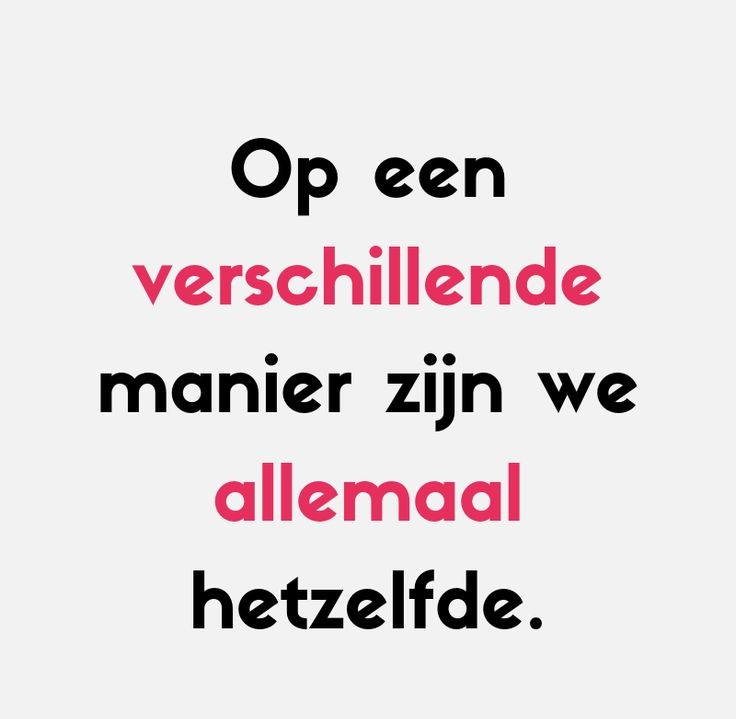 Op een
verschillende
manier zijn we
allemaal
hetzelfde.